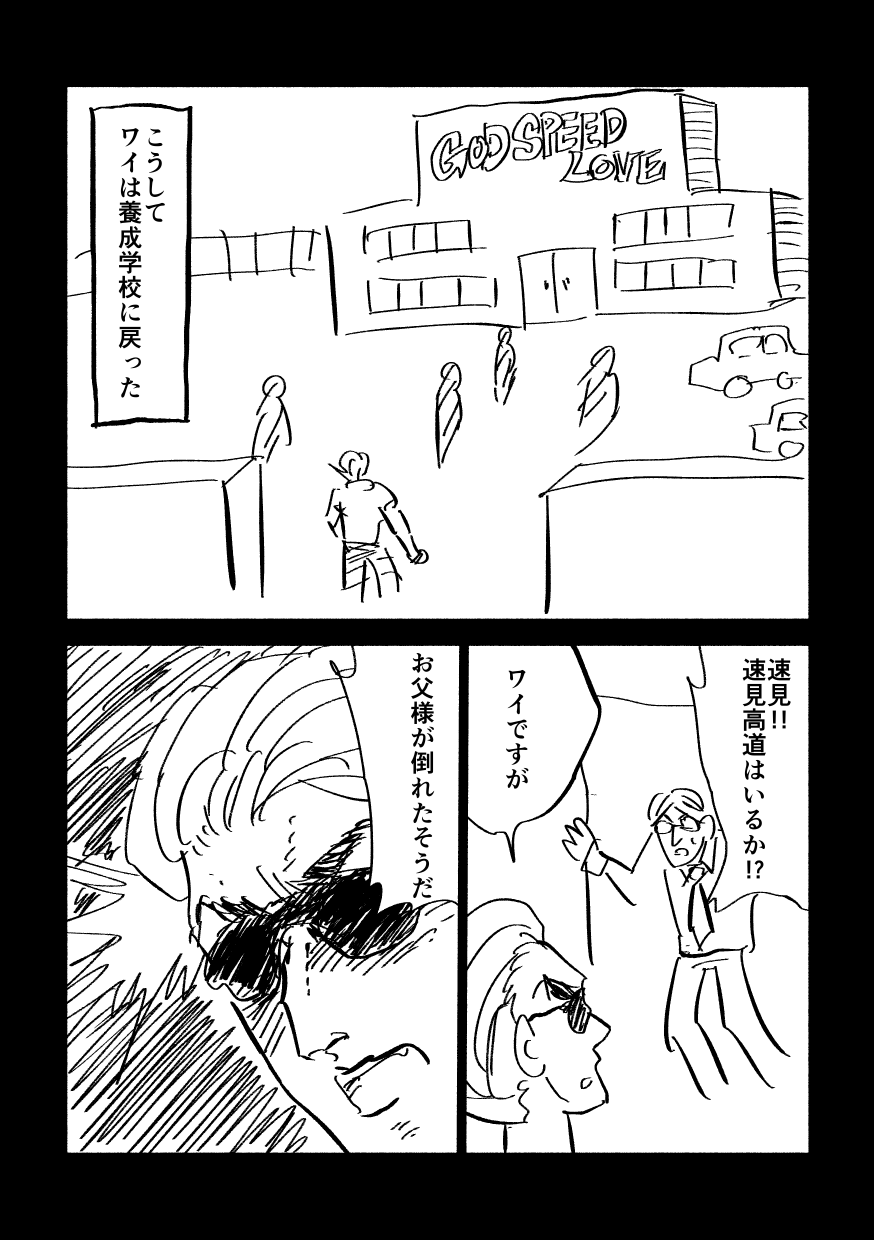 こうして
ワイは養成学校に戻った
GOD SPEED
LOVE
速見!!
速見高道はいるか!?
ワイですが
お父様が倒れたそうだ